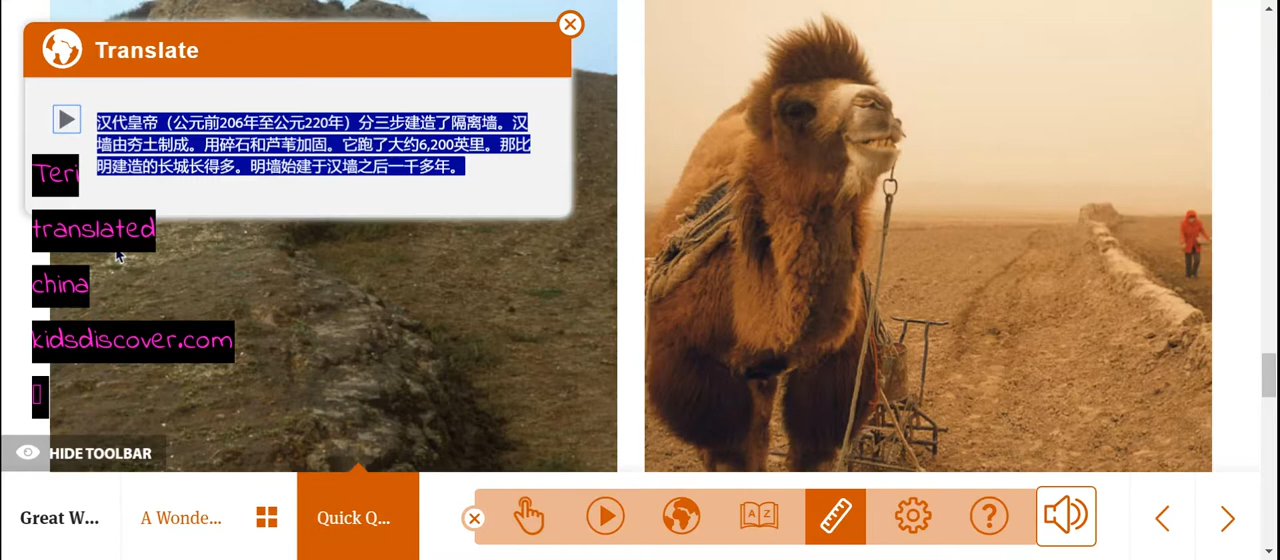 Translate
汉代皇帝（公元前206年至公元220年）分三步建造了隔离墙。汉
墙由夯土制成。用碎石和芦苇加固。它跑了大约6,200英里。那比
明建造的长城长得多。明墙始建于汉墙之后一千多年。
Teri
translated
china
kidsdiscover.com
HIDE TOOLBAR
Great W...
A Wonde...
Quick Q...
A Z
?